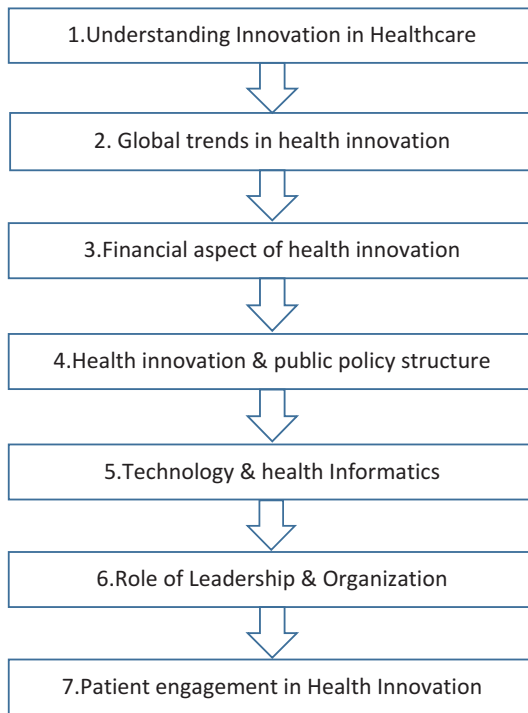 1.Understanding Innovation in Healthcare
2. Global trends in health innovation
3.Financial aspect of health innovation
4.Health innovation & public policy structure
5.Technology & health Informatics
6.Role of Leadership & Organization
7.Patient engagement in Health Innovation